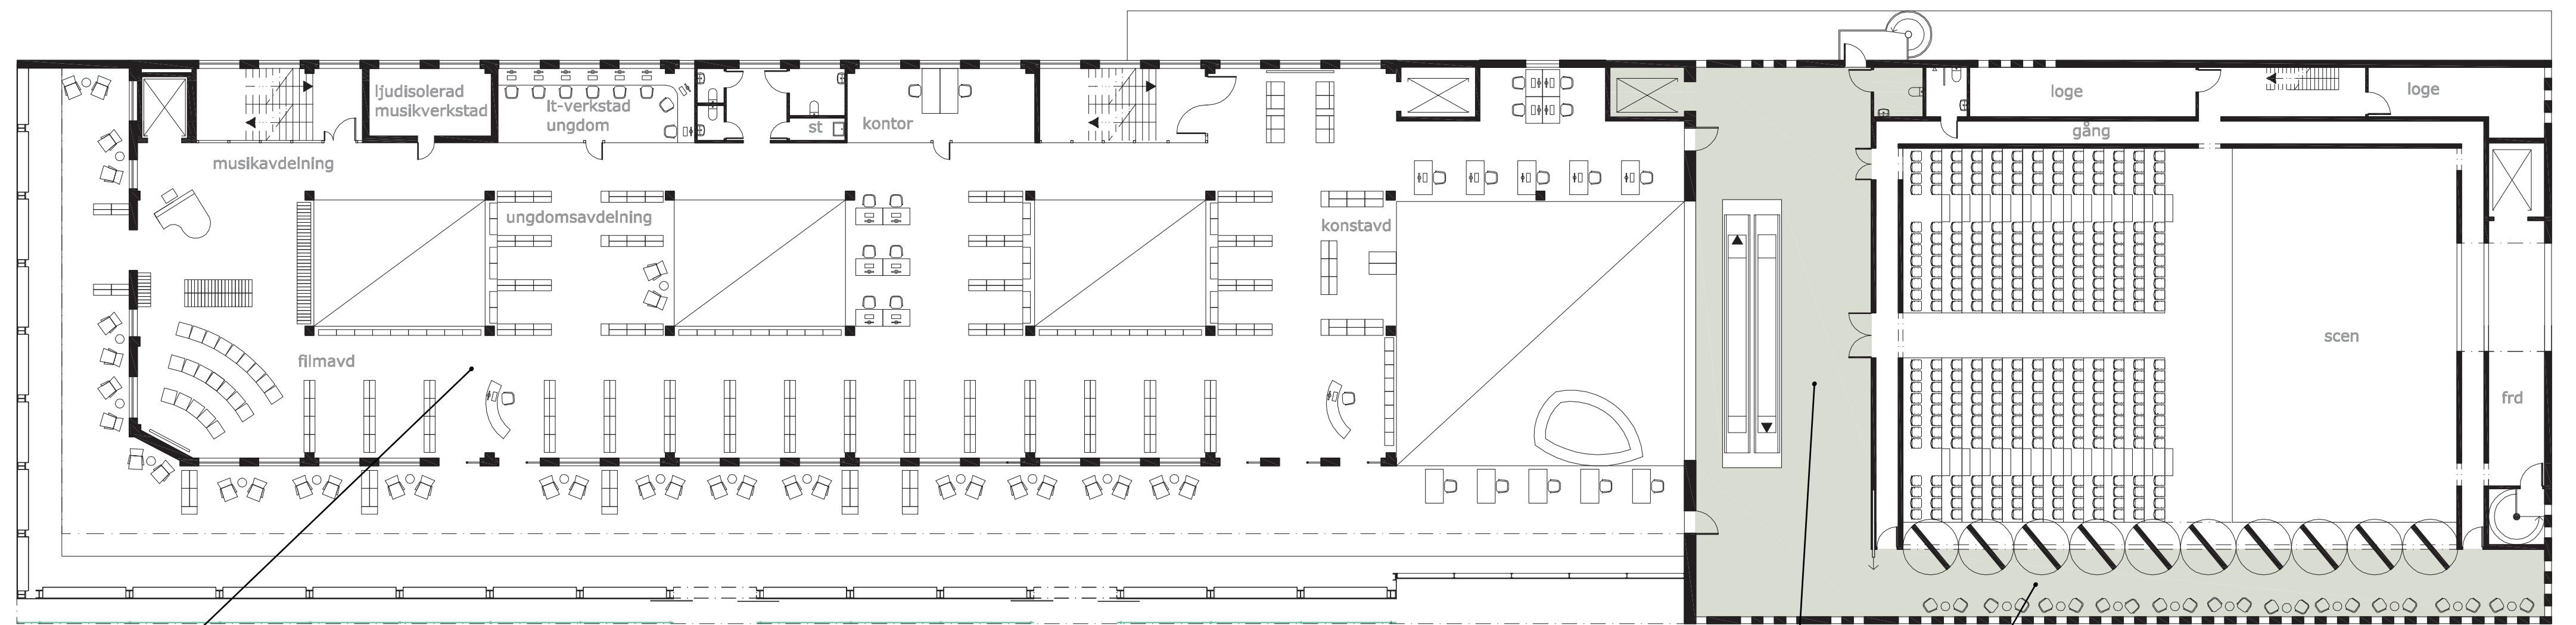 ljudisolerad
musikverkstad
It-verkstad
ungdom
st
kontor
loge
loge
gång
musikavdelning
ungdomsavdelning
konstavd
filmavd
scen
frd